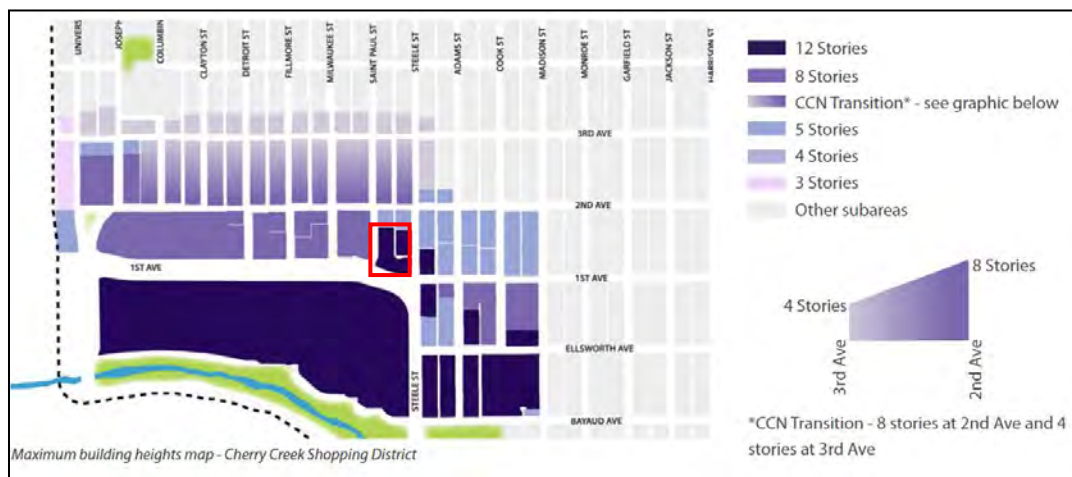 UNIVERS
JOSEPH
COLUMBIN
CLAYTON ST
DETROIT ST
FILLMORE ST
MILWAUKEE ST
SAINT PAUL ST
STEELE ST
ADAMS ST
COOK ST
MADISON ST
MONROE ST
GARFIELD ST
JACKSON ST
HARRISON ST
3RD AVE
2ND AVE
1ST AVE
1ST AVE
ELLSWORTH AVE
STEELE ST
BAYAUD AVE
Maximum building heights map - Cherry Creek Shopping District
12 Stories
8 Stories
CCN Transition* - see graphic below
5 Stories
4 Stories
3 Stories
Other subareas
8 Stories
4 Stories
3rd Ave
2nd Ave
*CCN Transition - 8 stories at 2nd Ave and 4
stories at 3rd Ave